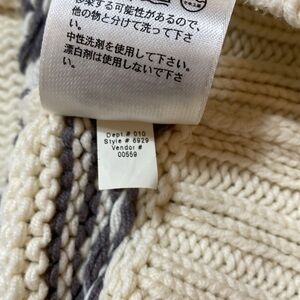 移染する可能性があるので、
他の物と分けて洗って下さ
い。
中性洗剤を使用して下さい。
漂白剤は使用しないで下さ
い。
Dept.# 010
Style # 6929
Vendor #
00559